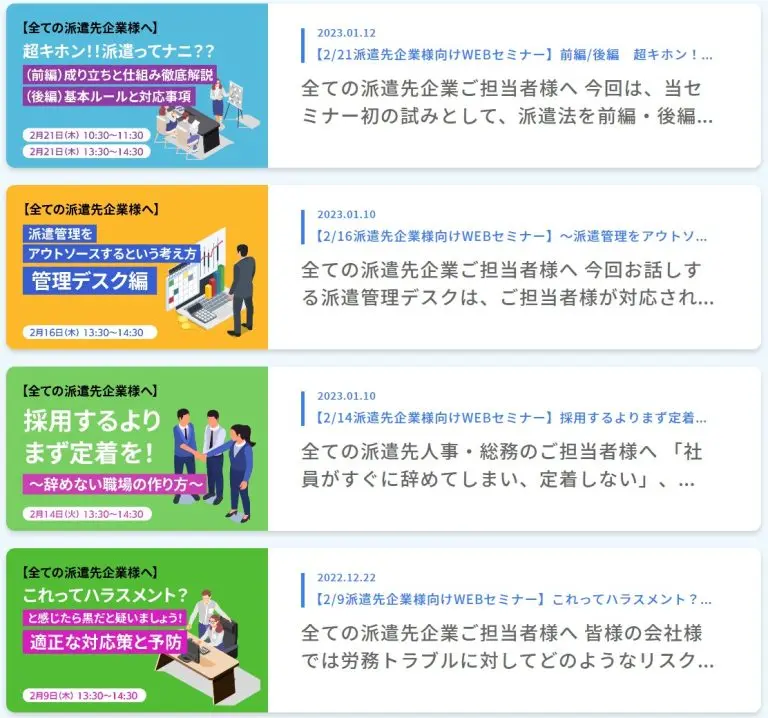 【全ての派遣先企業様へ】
超キホン!!派遣ってナニ??
(前編)成り立ちと仕組み徹底解説
(後編)基本ルールと対応事項
2月21日(木) 10:30〜11:30
2月21日(木) 13:30〜14:30
2023.01.12
【2/21派遣先企業様向けWEBセミナー】前編/後編　超キホン！...
全ての派遣先企業ご担当者様へ 今回は、当セ
ミナー初の試みとして、派遣法を前編・後編...
【全ての派遣先企業様へ】
派遣管理を
アウトソースするという考え方
管理デスク編
2月16日(木) 13:30〜14:30
2023.01.10
【2/16派遣先企業様向けWEBセミナー】〜派遣管理をアウトソ...
全ての派遣先企業ご担当者様へ 今回お話しす
る派遣管理デスクは、ご担当者様が対応され...
【全ての派遣先企業様へ】
採用するより
まず定着を!
〜辞めない職場の作り方〜
2月14日(火) 13:30〜14:30
2023.01.10
【2/14派遣先企業様向けWEBセミナー】採用するよりまず定着...
全ての派遣先人事・総務のご担当者様へ 「社
員がすぐに辞めてしまい、定着しない」、...
【全ての派遣先企業様へ】
これってハラスメント?
と感じたら黒だと疑いましょう!
適正な対応策と予防
2月9日(木) 13:30〜14:30
2022.12.22
【2/9派遣先企業様向けWEBセミナー】これってハラスメント？...
全ての派遣先企業ご担当者様へ 皆様の会社様
では労務トラブルに対してどのようなリスク...